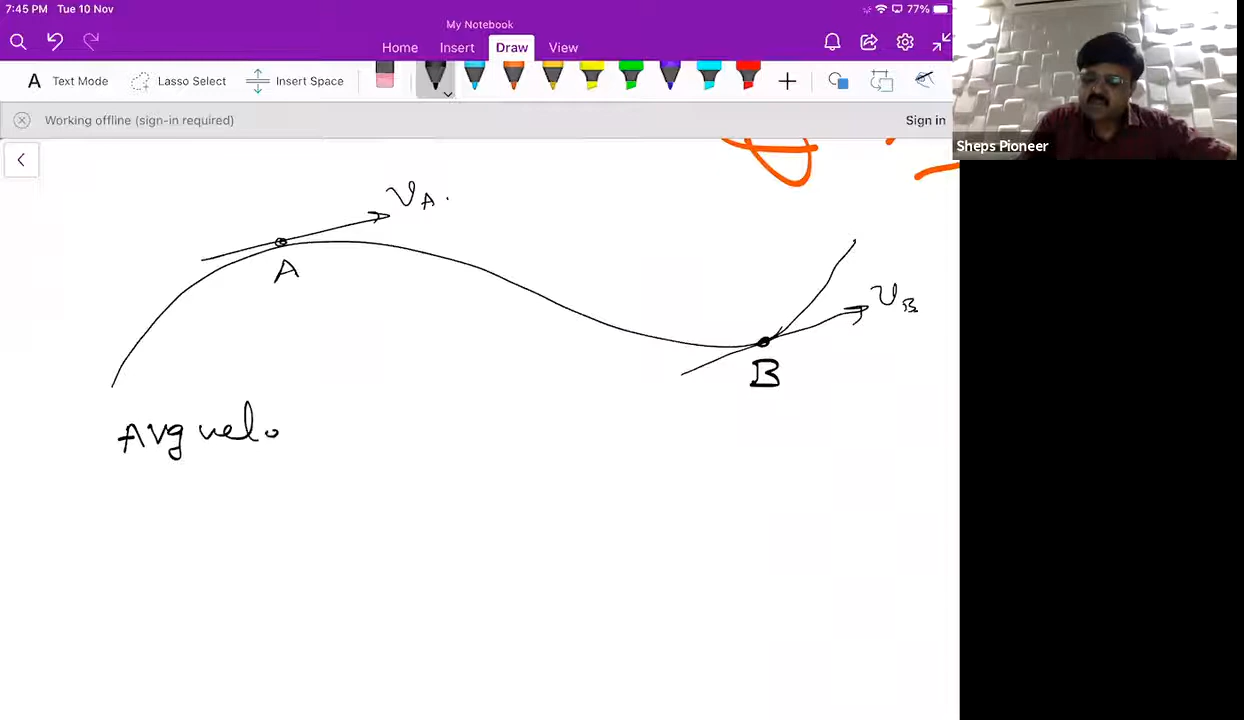 7:45 PM Tue 10 Nov
77%
My Notebook
Home Insert Draw View
A Text Mode Lasso Select Insert Space
Working offline (sign-in required)
Sign in
Sheps Pioneer
VA.
A
VB
B
Avg velo